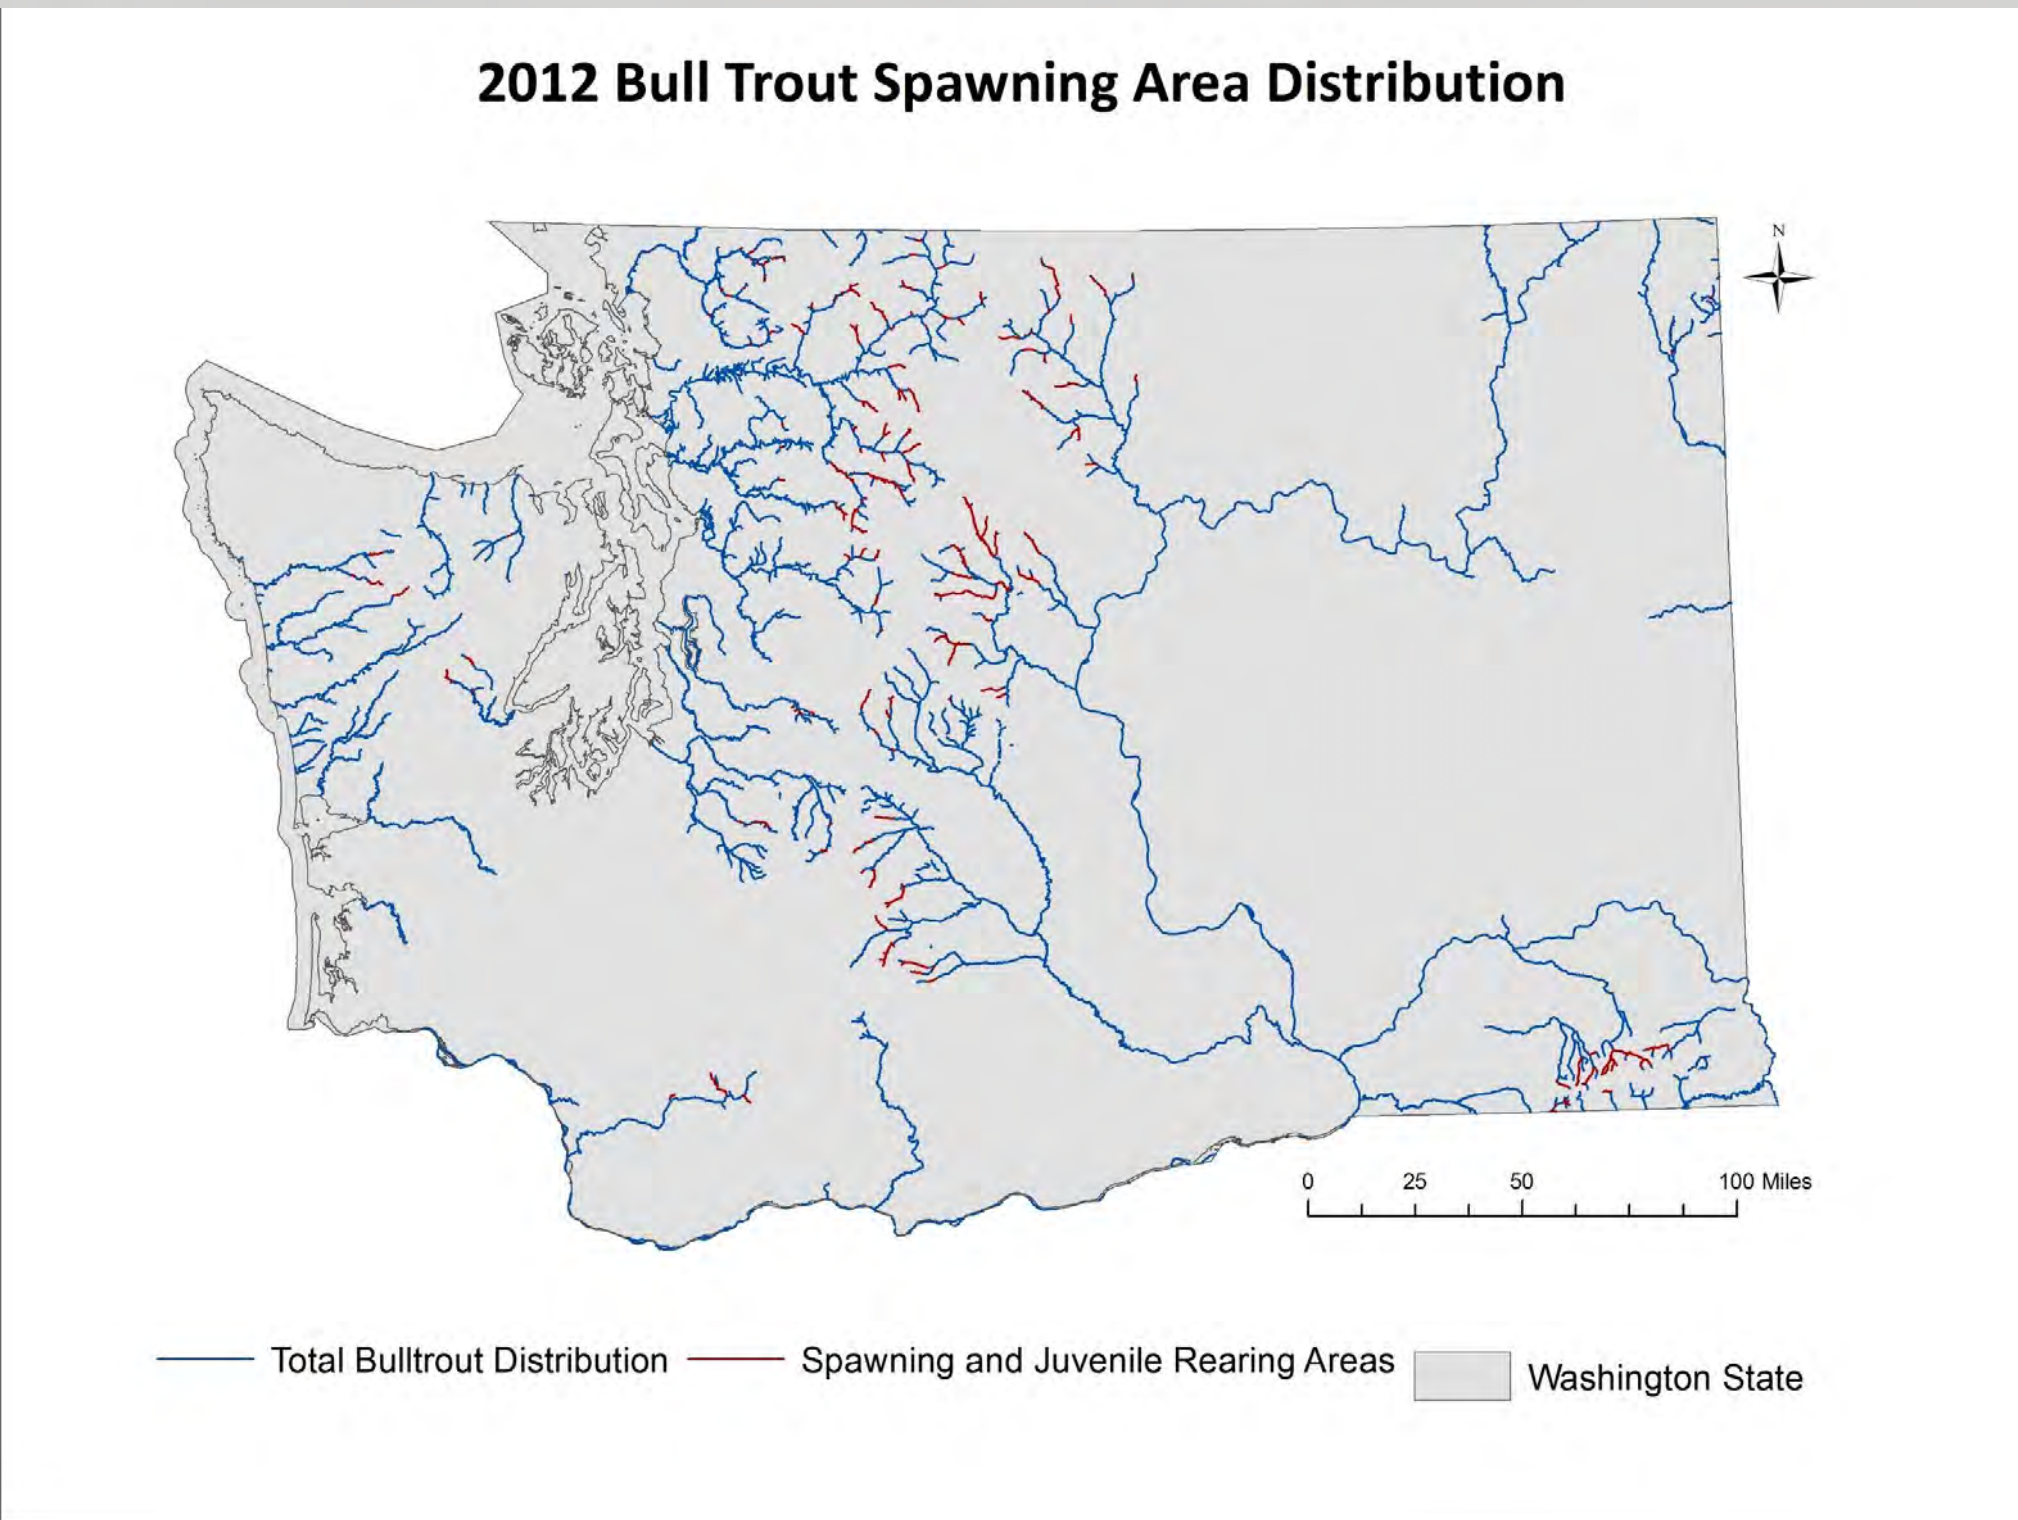 2012 Bull Trout Spawning Area Distribution
N
0 25 50 100 Miles
Total Bulltrout Distribution
Spawning and Juvenile Rearing Areas
Washington State